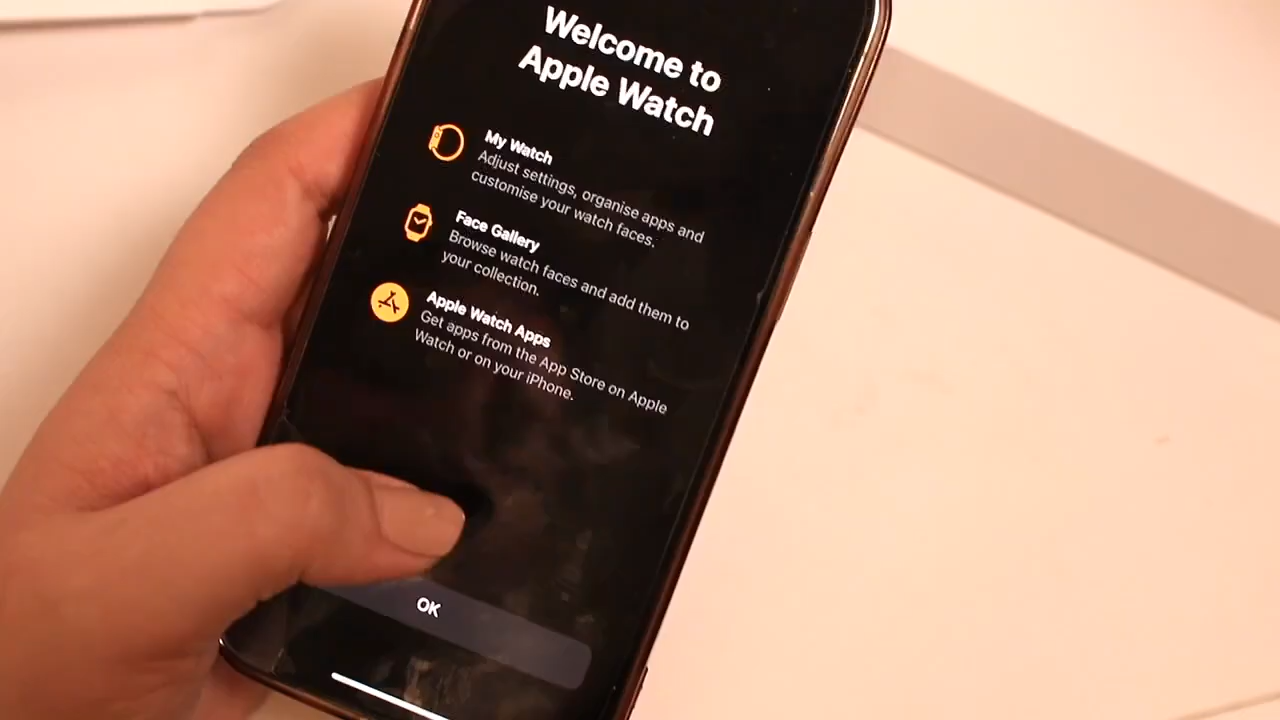 Welcome to
Apple Watch
My Watch
Adjust settings, organise apps and
customise your watch faces.
Face Gallery
Browse watch faces and add them to
your collection.
Apple Watch Apps
Get apps from the App Store on Apple
Watch or on your iPhone.
OK